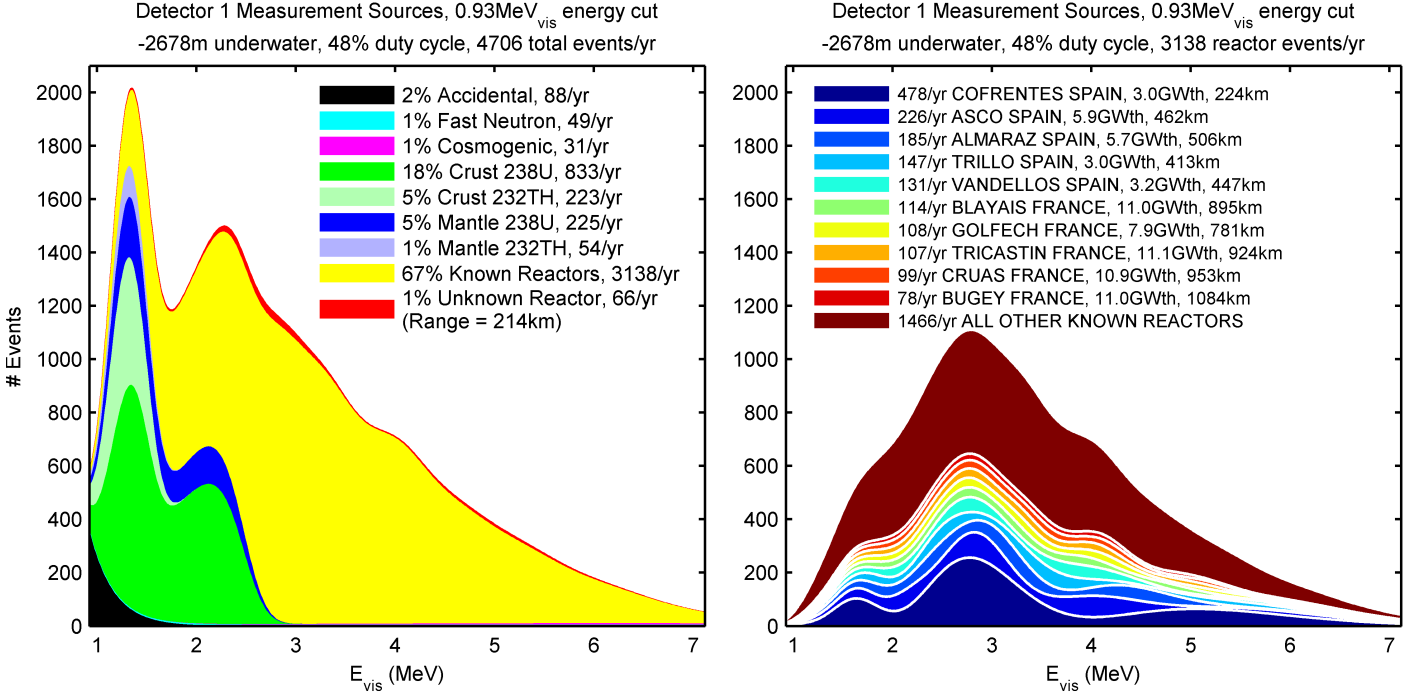 Detector 1 Measurement Sources, 0.93MeVvis energy cut
-2678m underwater, 48% duty cycle, 4706 total events/yr
2000
1800
1600
1400
1200
1000
800
600
400
200
0
# Events
2% Accidental, 88/yr
1% Fast Neutron, 49/yr
1% Cosmogenic, 31/yr
18% Crust 238U, 833/yr
5% Crust 232TH, 223/yr
5% Mantle 238U, 225/yr
1% Mantle 232TH, 54/yr
67% Known Reactors, 3138/yr
1% Unknown Reactor, 66/yr
(Range = 214km)
1 2 3 4 5 6 7
Evis (MeV)
Detector 1 Measurement Sources, 0.93MeVvis energy cut
-2678m underwater, 48% duty cycle, 3138 reactor events/yr
2000
1800
1600
1400
1200
1000
800
600
400
200
0
478/yr COFRENTES SPAIN, 3.0GWth, 224km
226/yr ASCO SPAIN, 5.9GWth, 462km
185/yr ALMARAZ SPAIN, 5.7GWth, 506km
147/yr TRILLO SPAIN, 3.0GWth, 413km
131/yr VANDELLOS SPAIN, 3.2GWth, 447km
114/yr BLAYAIS FRANCE, 11.0GWth, 895km
108/yr GOLFECH FRANCE, 7.9GWth, 781km
107/yr TRICASTIN FRANCE, 11.1GWth, 924km
99/yr CRUAS FRANCE, 10.9GWth, 953km
78/yr BUGEY FRANCE, 11.0GWth, 1084km
1466/yr ALL OTHER KNOWN REACTORS
1 2 3 4 5 6 7
Evis (MeV)